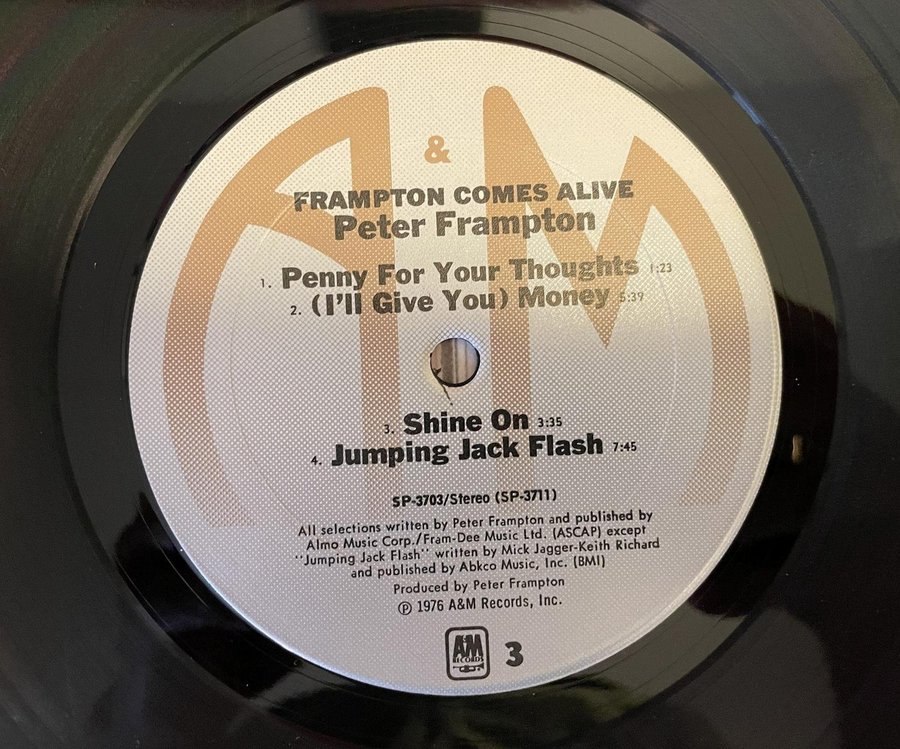 A&M
FRAMPTON COMES ALIVE
Peter Frampton
1. Penny For Your Thoughts 1:23
2. (I'll Give You) Money 5:39
3. Shine On 3:35
4. Jumping Jack Flash 7:45
SP-3703/Stereo (SP-3711)
All selections written by Peter Frampton and published by
Almo Music Corp./Fram-Dee Music Ltd. (ASCAP) except
"Jumping Jack Flash" written by Mick Jagger-Keith Richard
and published by Abkco Music, Inc. (BMI)
Produced by Peter Frampton
℗ 1976 A&M Records, Inc.
A&M
RECORDS
3